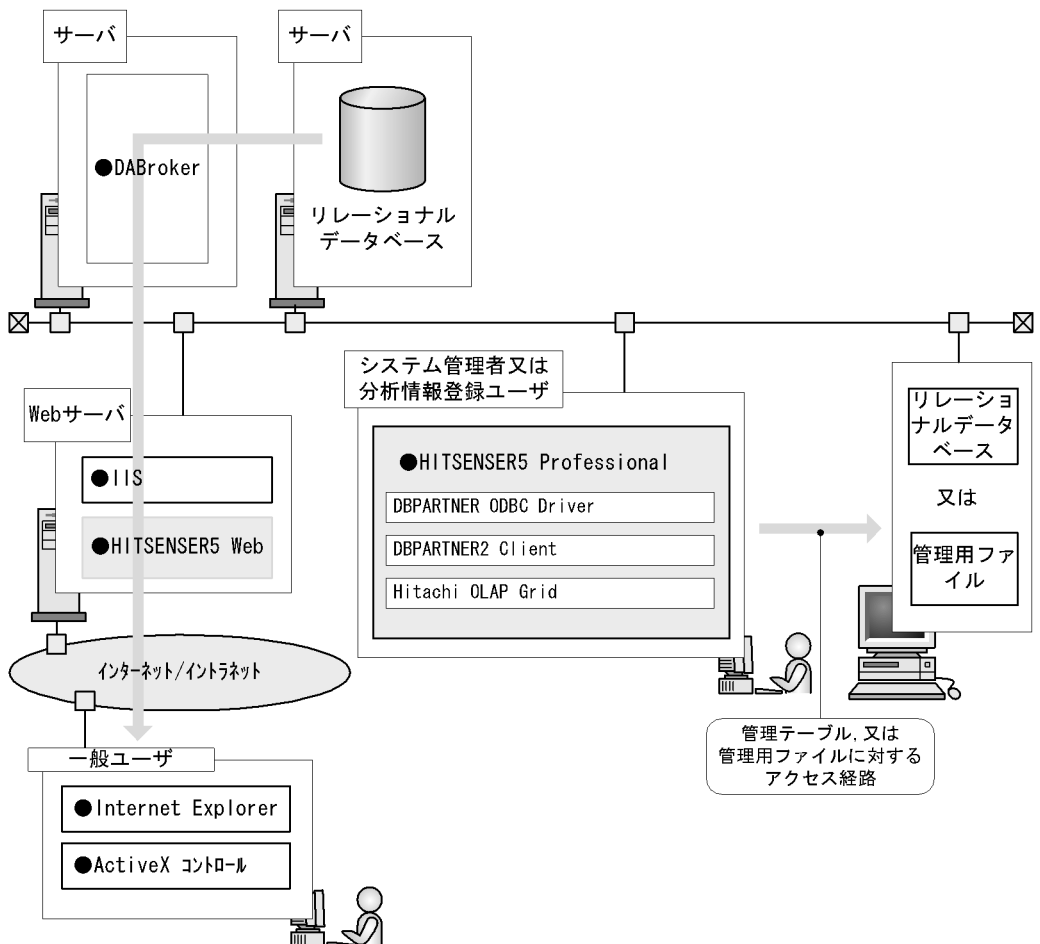 サーバ
●DABroker
サーバ
リレーショナル
データベース
Webサーバ
●IIS
●HITSENSER5 Web
システム管理者又は
分析情報登録ユーザ
●HITSENSER5 Professional
DBPARTNER ODBC Driver
DBPARTNER2 Client
Hitachi OLAP Grid
リレーショ
ナルデータ
ベース
又は
管理用ファ
イル
インターネット/イントラネット
管理テーブル,又は
管理用ファイルに対する
アクセス経路
一般ユーザ
●Internet Explorer
●ActiveX コントロール